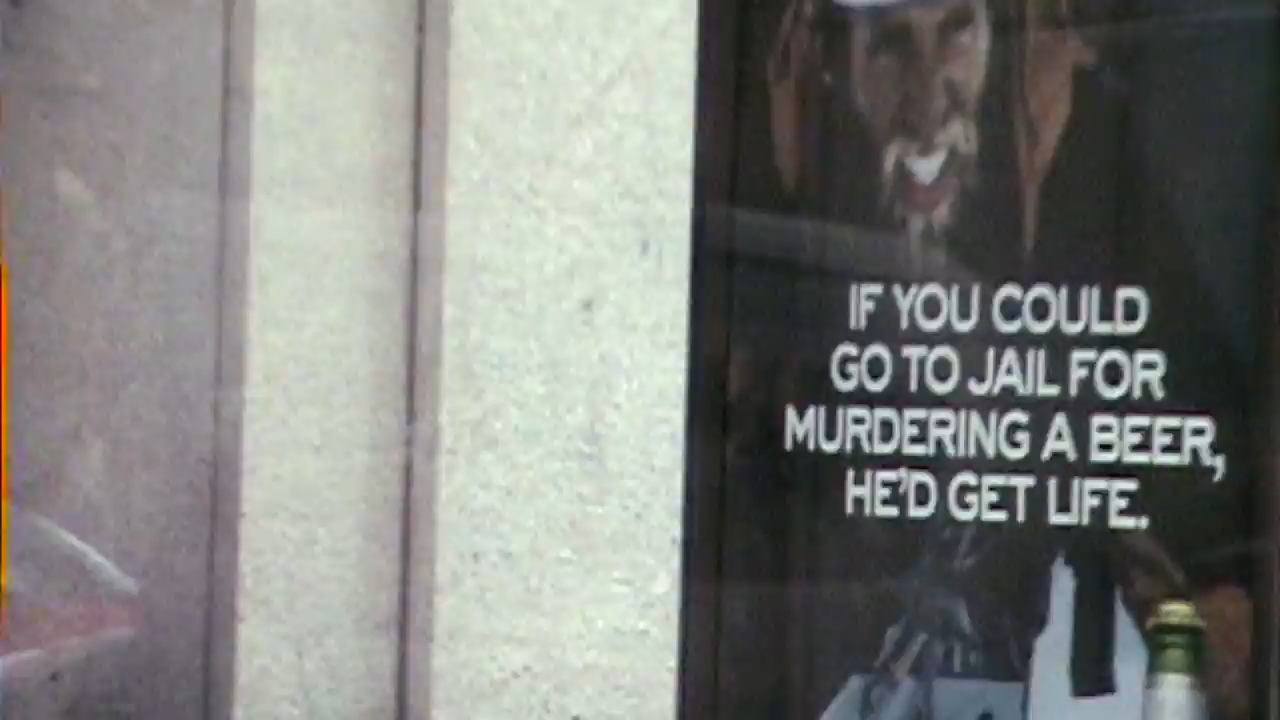 IF YOU COULD
GO TO JAIL FOR
MURDERING A BEER,
HE'D GET LIFE.